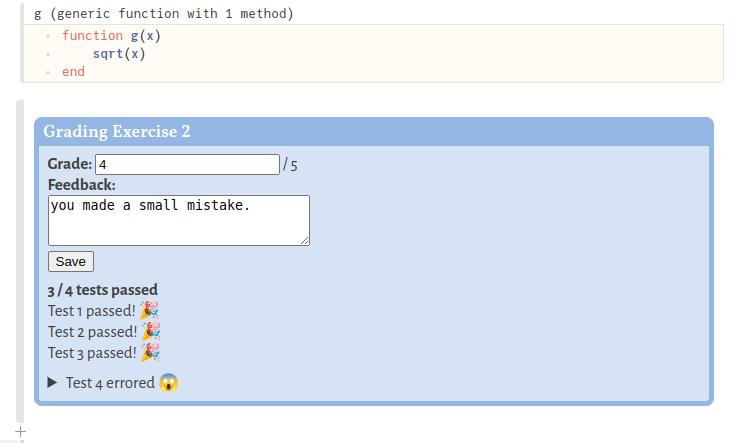 g (generic function with 1 method)
function g(x)
sqrt(x)
end
Grading Exercise 2
Grade: 4 / 5
Feedback:
you made a small mistake.
Save
3 / 4 tests passed
Test 1 passed! 🎉
Test 2 passed! 🎉
Test 3 passed! 🎉
▶ Test 4 errored 😱